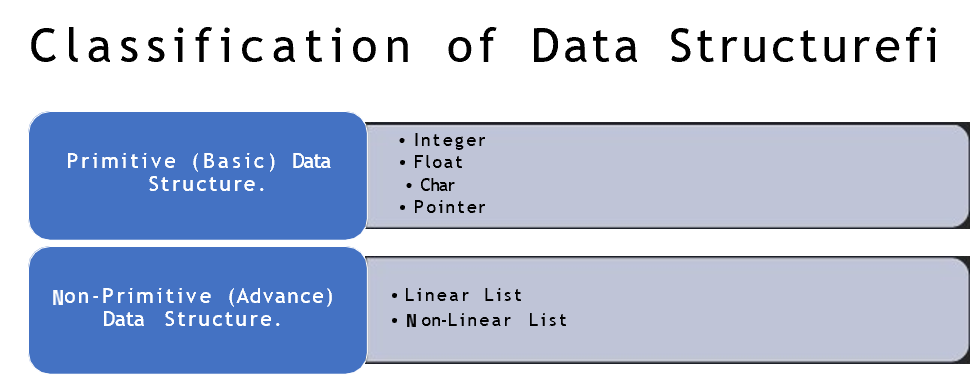 Classification of Data Structurefi
Primitive (Basic) Data
Structure.
• Integer
• Float
• Char
• Pointer
Non-Primitive (Advance)
Data Structure.
• Linear List
• Non-Linear List